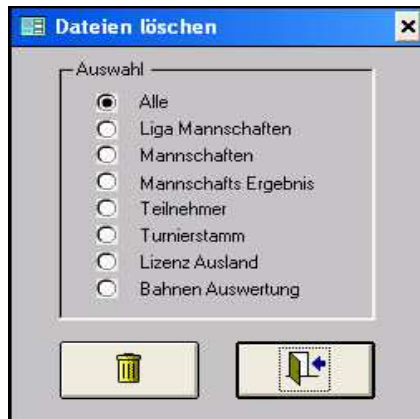 Dateien löschen
Auswahl
Alle
Liga Mannschaften
Mannschaften
Mannschafts Ergebnis
Teilnehmer
Turnierstamm
Lizenz Ausland
Bahnen Auswertung